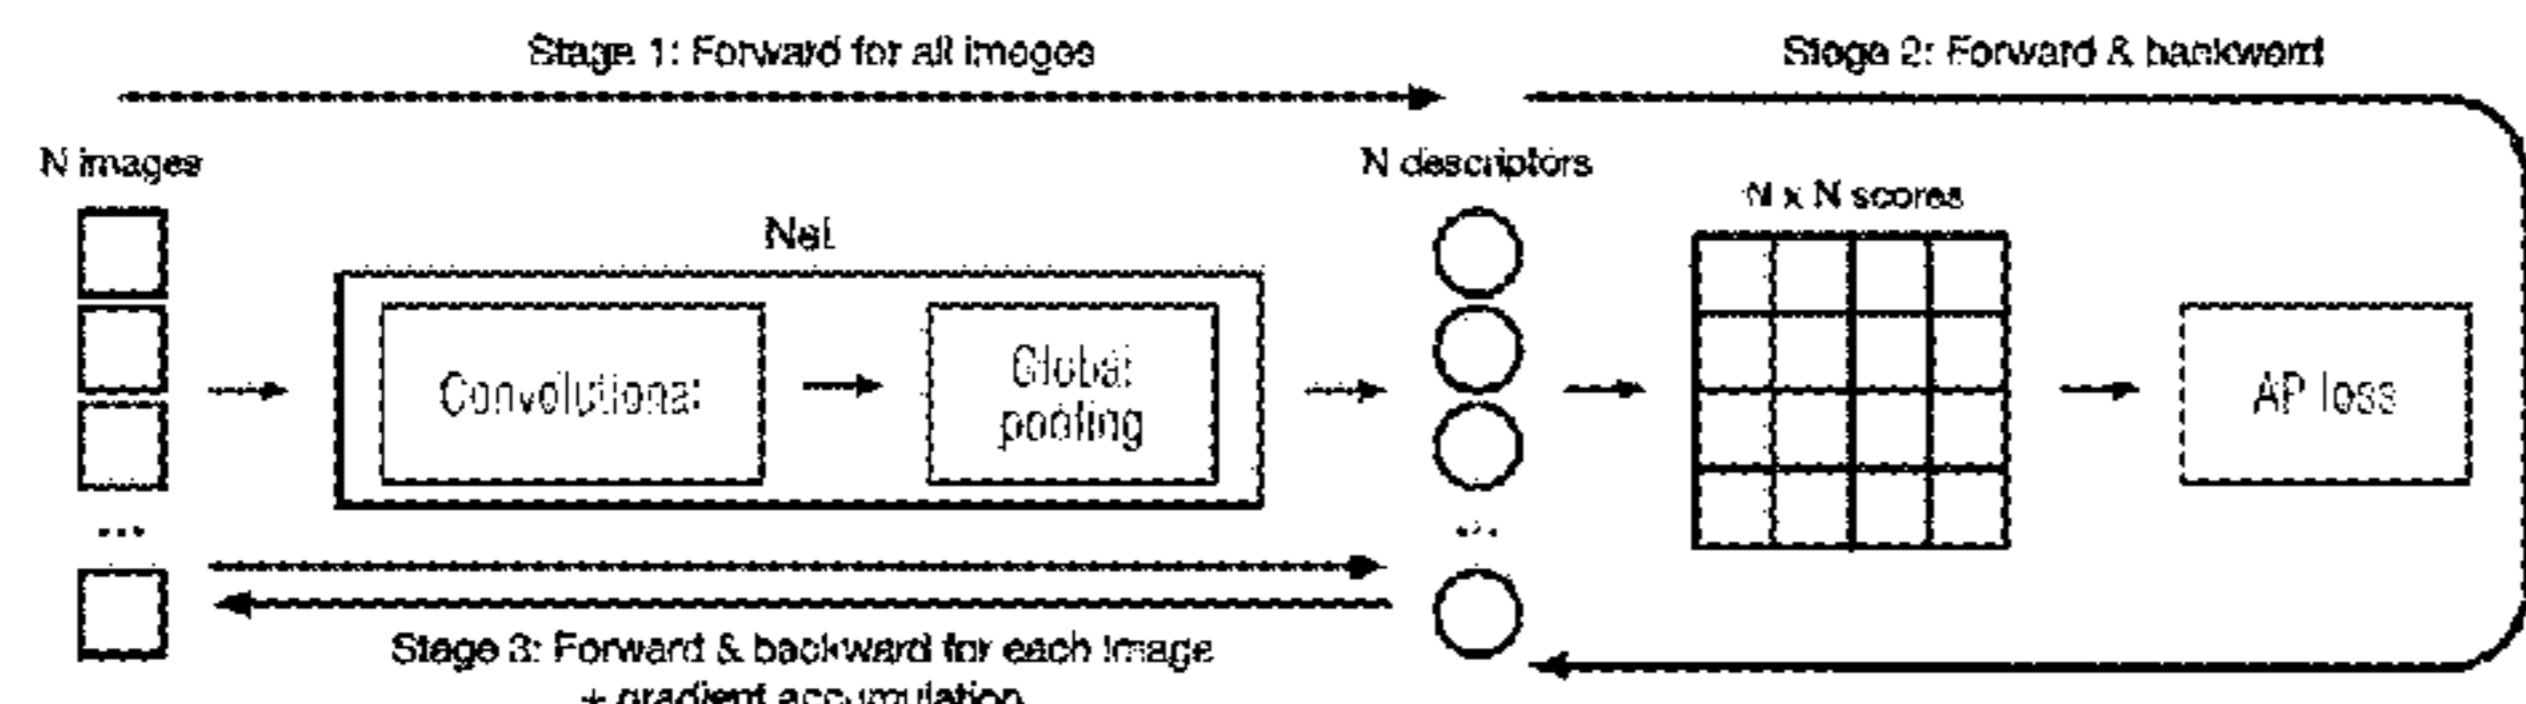 Stage 1: Forward for all images
Stage 2: Forward & backward
N images
N descriptors
N x N scores
Net
Convolutional
Global
pooling
AP loss
...
...
Stage 3: Forward & backward for each image
+ gradient accumulation